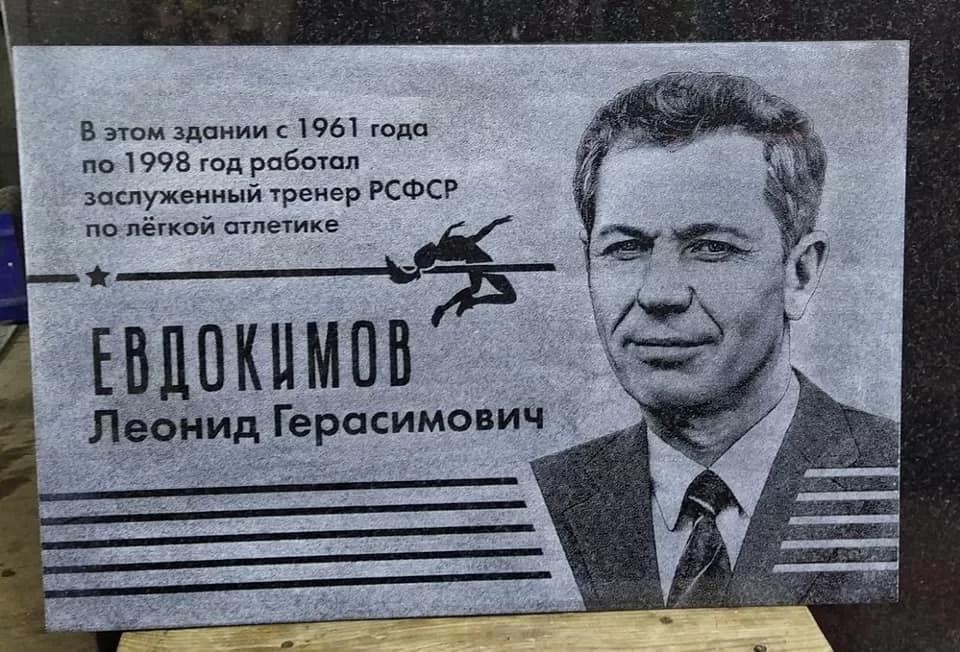 В этом здании с 1961 года
по 1998 год работал
заслуженный тренер РСФСР
по лёгкой атлетике
ЕВДОКИМОВ
Леонид Герасимович